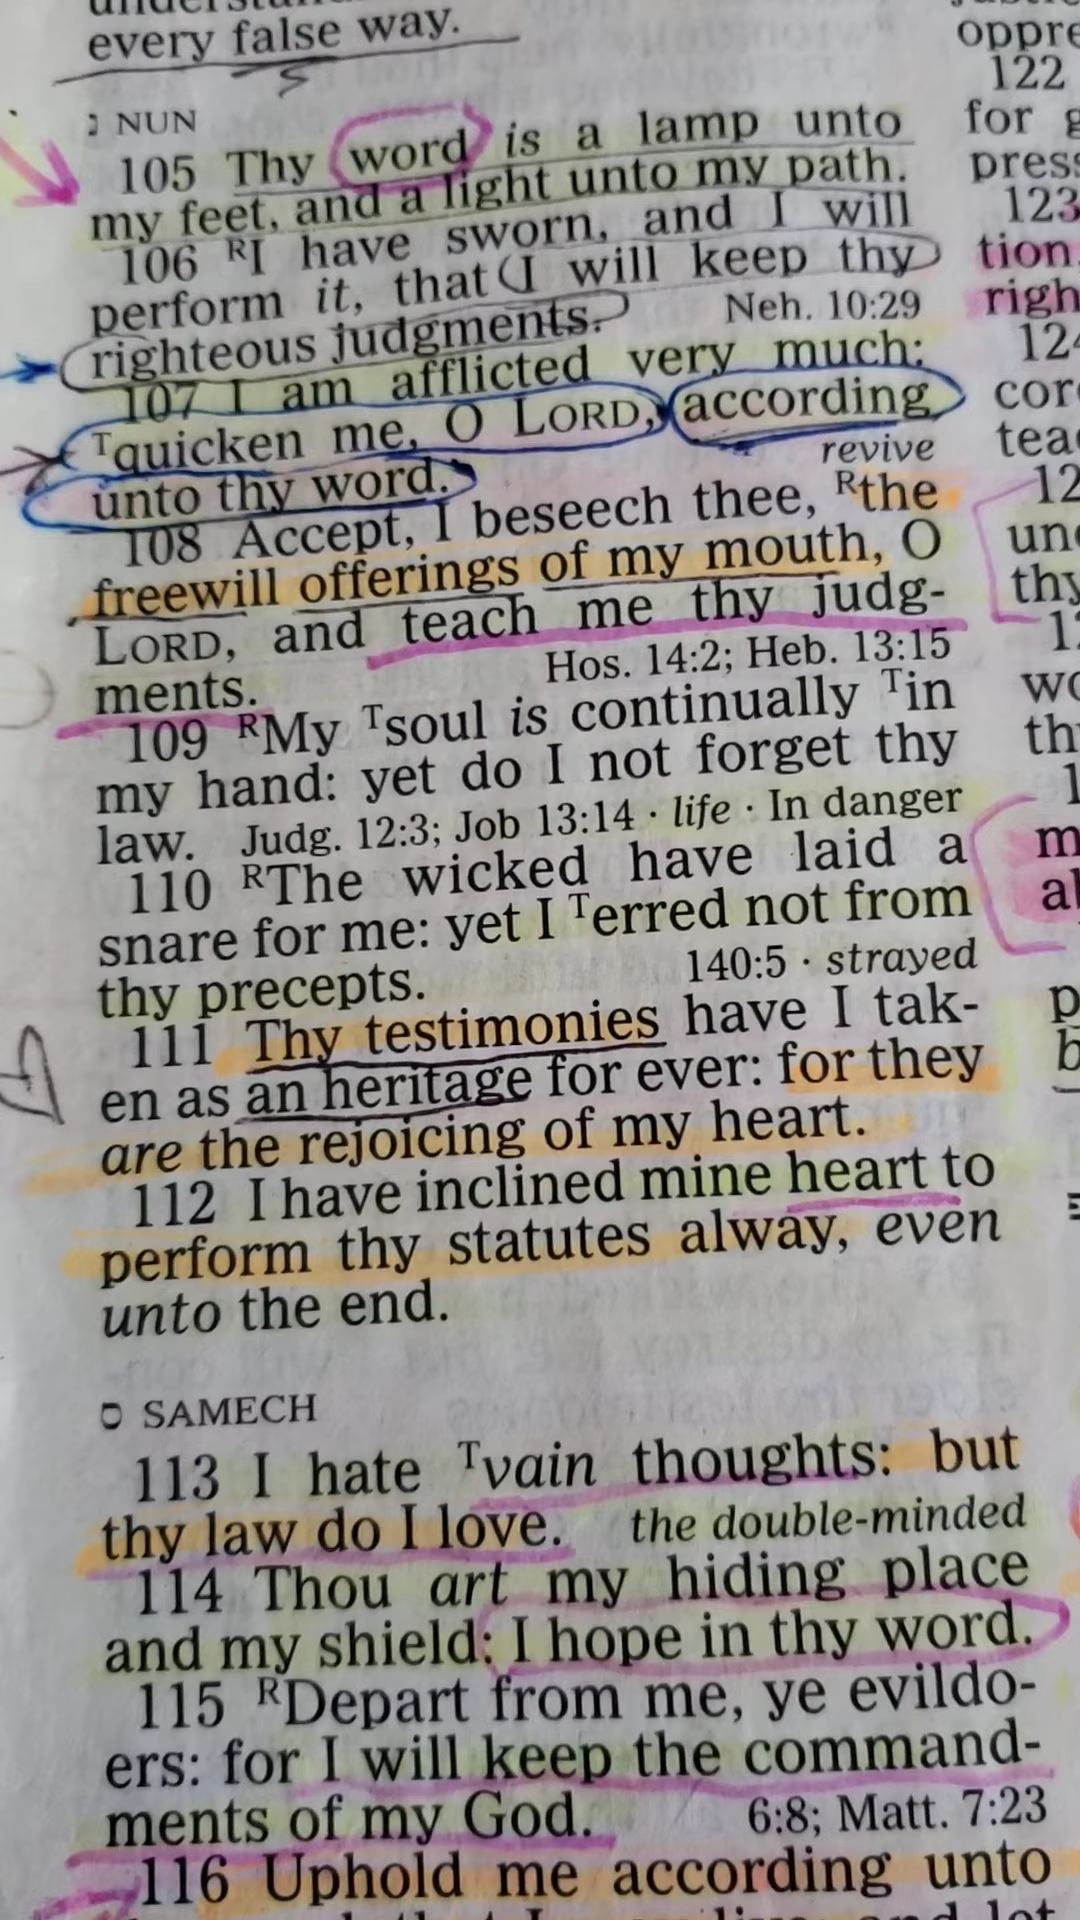 every false way.
נ NUN
105 Thy word is a lamp unto
my feet, and a light unto my path.
106 ᴿI have sworn, and I will
perform it, that I will keep thy
righteous judgments. Neh. 10:29
107 I am afflicted very much:
ᵀquicken me, O LORD, according
unto thy word. revive
108 Accept, I beseech thee, ᴿthe
freewill offerings of my mouth, O
LORD, and teach me thy judg-
ments. Hos. 14:2; Heb. 13:15
109 ᴿMy ᵀsoul is continually ᵀin
my hand: yet do I not forget thy
law. Judg. 12:3; Job 13:14 · life · In danger
110 ᴿThe wicked have laid a
snare for me: yet I ᵀerred not from
thy precepts. 140:5 · strayed
111 Thy testimonies have I tak-
en as an heritage for ever: for they
are the rejoicing of my heart.
112 I have inclined mine heart to
perform thy statutes alway, even
unto the end.
ס SAMECH
113 I hate ᵀvain thoughts: but
thy law do I love. the double-minded
114 Thou art my hiding place
and my shield: I hope in thy word.
115 ᴿDepart from me, ye evildo-
ers: for I will keep the command-
ments of my God. 6:8; Matt. 7:23
116 Uphold me according unto
122
for
123